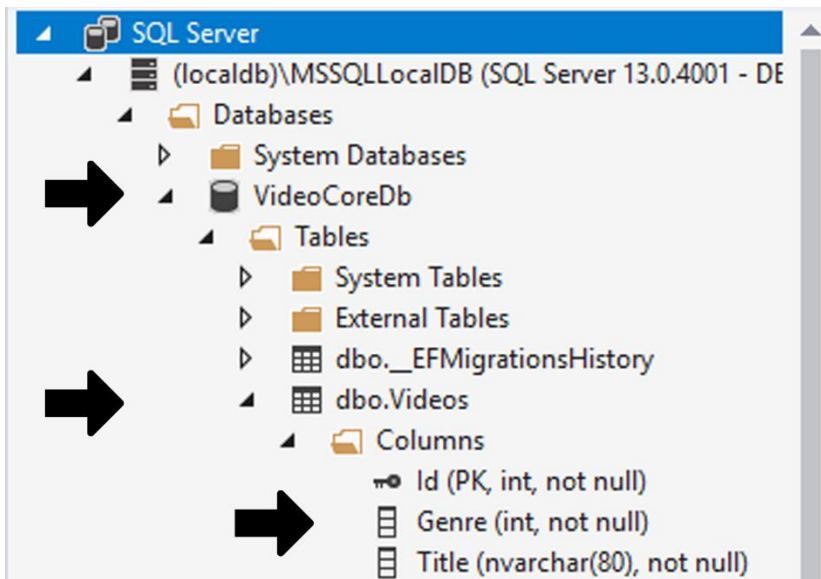 SQL Server
(localdb)\MSSQLLocalDB (SQL Server 13.0.4001 - DE
Databases
System Databases
VideoCoreDb
Tables
System Tables
External Tables
dbo.__EFMigrationsHistory
dbo.Videos
Columns
Id (PK, int, not null)
Genre (int, not null)
Title (nvarchar(80), not null)